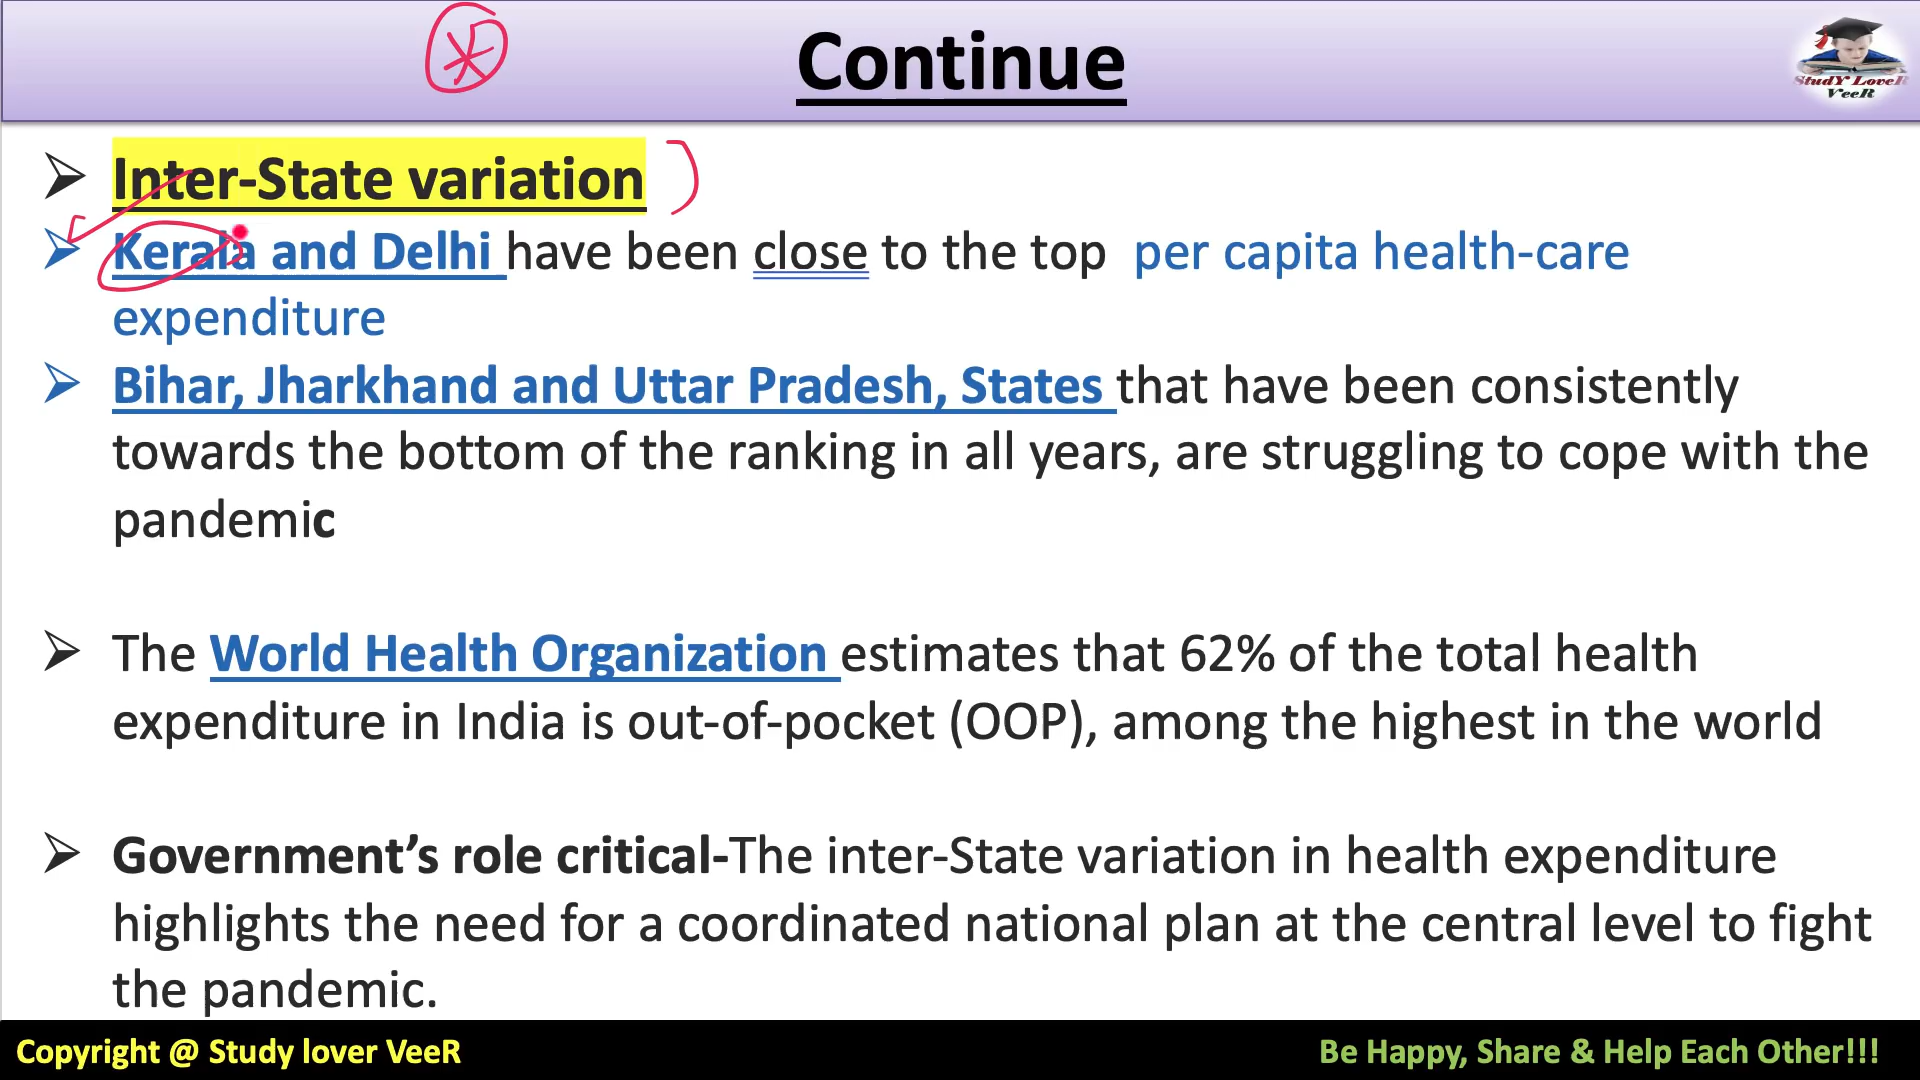 Continue
StudY LoveR
VeeR
Inter-State variation
Kerala and Delhi have been close to the top per capita health-care
expenditure
Bihar, Jharkhand and Uttar Pradesh, States that have been consistently
towards the bottom of the ranking in all years, are struggling to cope with the
pandemic
The World Health Organization estimates that 62% of the total health
expenditure in India is out-of-pocket (OOP), among the highest in the world
Government’s role critical-The inter-State variation in health expenditure
highlights the need for a coordinated national plan at the central level to fight
the pandemic.
Copyright @ Study lover VeeR
Be Happy, Share & Help Each Other!!!